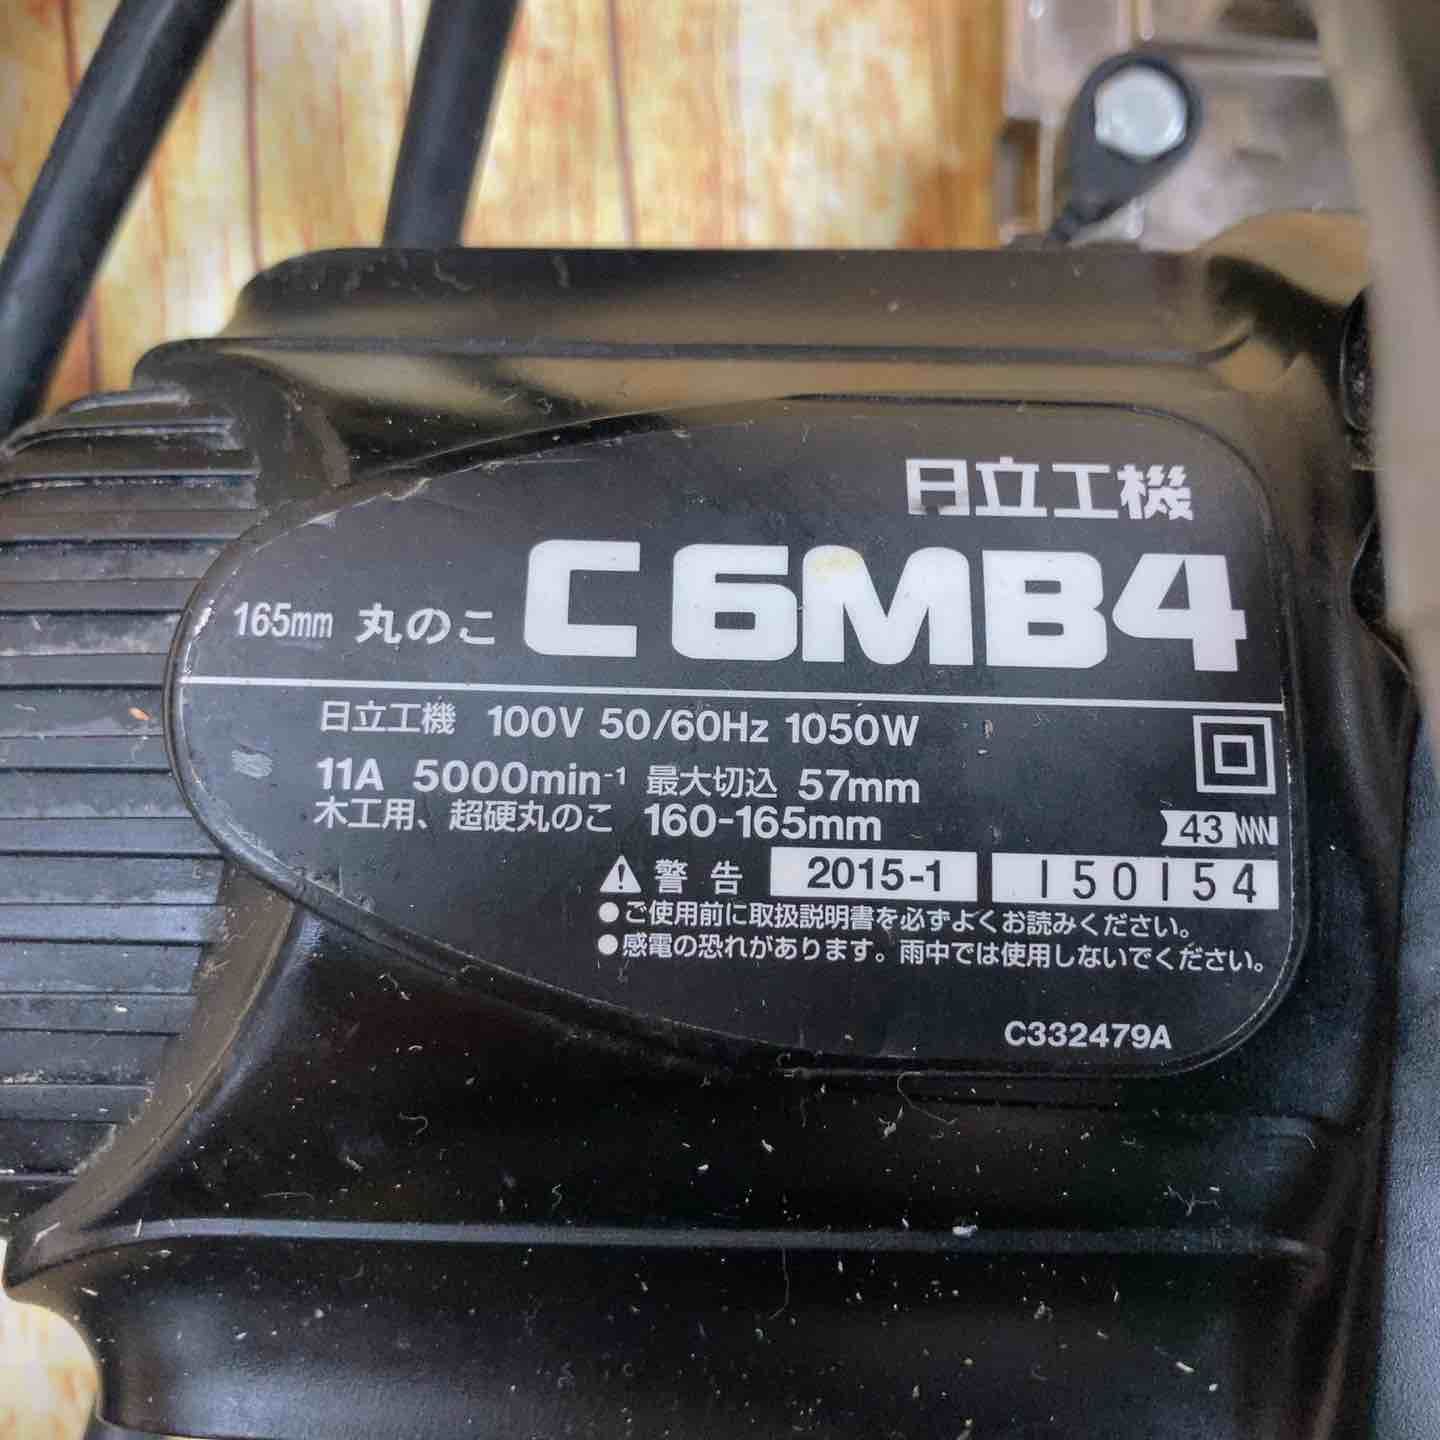 日立工機
165mm 丸のこ C6MB4
日立工機 100V 50/60Hz 1050W
11A 5000min⁻¹ 最大切込 57mm
木工用、超硬丸のこ 160-165mm
43
警告 2015-1 150154
●ご使用前に取扱説明書を必ずよくお読みください。
●感電の恐れがあります。雨中では使用しないでください。
C332479A